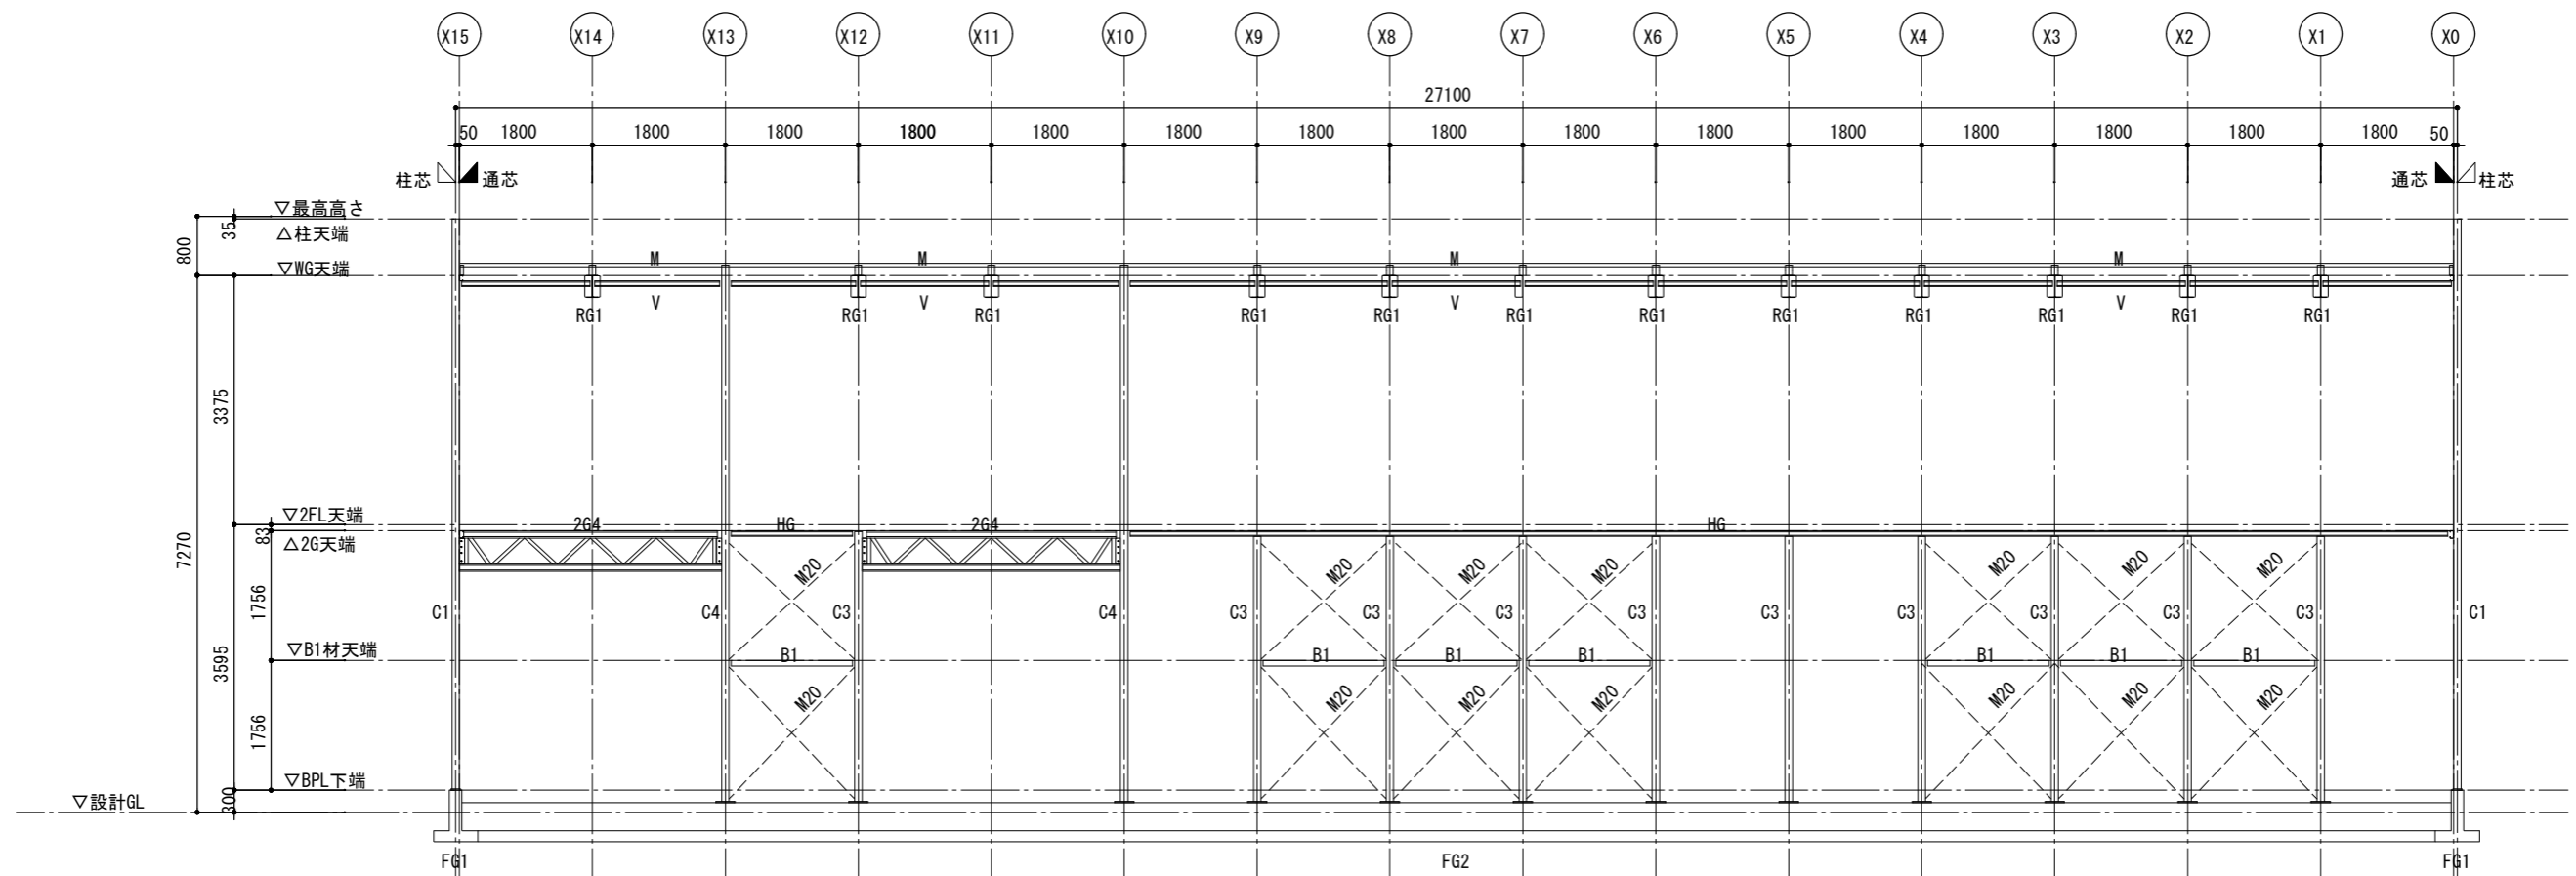 X15 X14 X13 X12 X11 X10 X9 X8 X7 X6 X5 X4 X3 X2 X1 X0
27100
50 1800 1800 1800 1800 1800 1800 1800 1800 1800 1800 1800 1800 1800 1800 1800 50
柱芯 通芯 通芯 柱芯
▽最高高さ
35
△柱天端
800
▽WG天端
M M M M
V V V V
RG1 RG1 RG1 RG1 RG1 RG1 RG1 RG1 RG1 RG1 RG1 RG1
3375
▽2FL天端
83
△2G天端
2G4 HG 2G4 HG
7270
M20 M20 M20 M20 M20 M20 M20
1756
C1 C4 C3 C4 C3 C3 C3 C3 C3 C3 C3 C3 C3 C1
3595
▽B1材天端
B1 B1 B1 B1 B1 B1 B1
M20 M20 M20 M20 M20 M20 M20
1756
▽BPL下端
300
▽設計GL
FG1 FG2 FG1